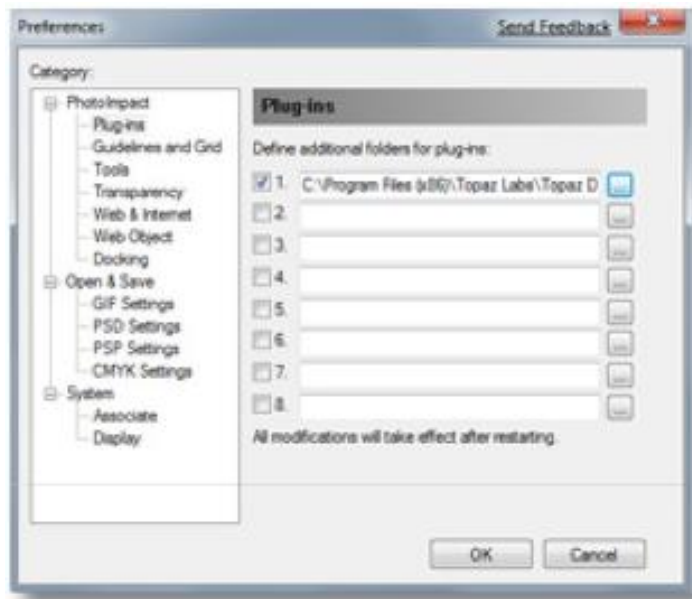 Preferences
Send Feedback
Category:
PhotoImpact
Plug-ins
Guidelines and Grid
Tools
Transparency
Web & Internet
Web Object
Docking
Open & Save
GIF Settings
PSD Settings
PSP Settings
CMYK Settings
System
Associate
Display
Plug-ins
Define additional folders for plug-ins:
1. C:\Program Files (x86)\Topaz Labs\Topaz D ...
2. ...
3. ...
4. ...
5. ...
6. ...
7. ...
8. ...
All modifications will take effect after restarting.
OK
Cancel